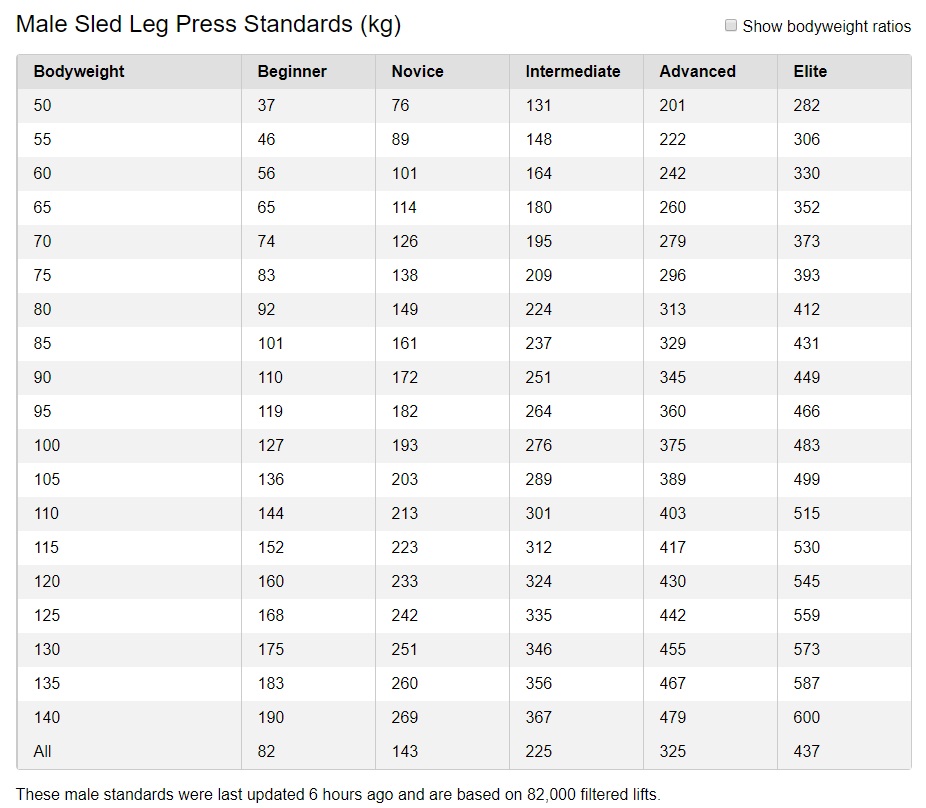 Male Sled Leg Press Standards (kg) Show bodyweight ratios
Bodyweight Beginner Novice Intermediate Advanced Elite
50 37 76 131 201 282
55 46 89 148 222 306
60 56 101 164 242 330
65 65 114 180 260 352
70 74 126 195 279 373
75 83 138 209 296 393
80 92 149 224 313 412
85 101 161 237 329 431
90 110 172 251 345 449
95 119 182 264 360 466
100 127 193 276 375 483
105 136 203 289 389 499
110 144 213 301 403 515
115 152 223 312 417 530
120 160 233 324 430 545
125 168 242 335 442 559
130 175 251 346 455 573
135 183 260 356 467 587
140 190 269 367 479 600
All 82 143 225 325 437
These male standards were last updated 6 hours ago and are based on 82,000 filtered lifts.